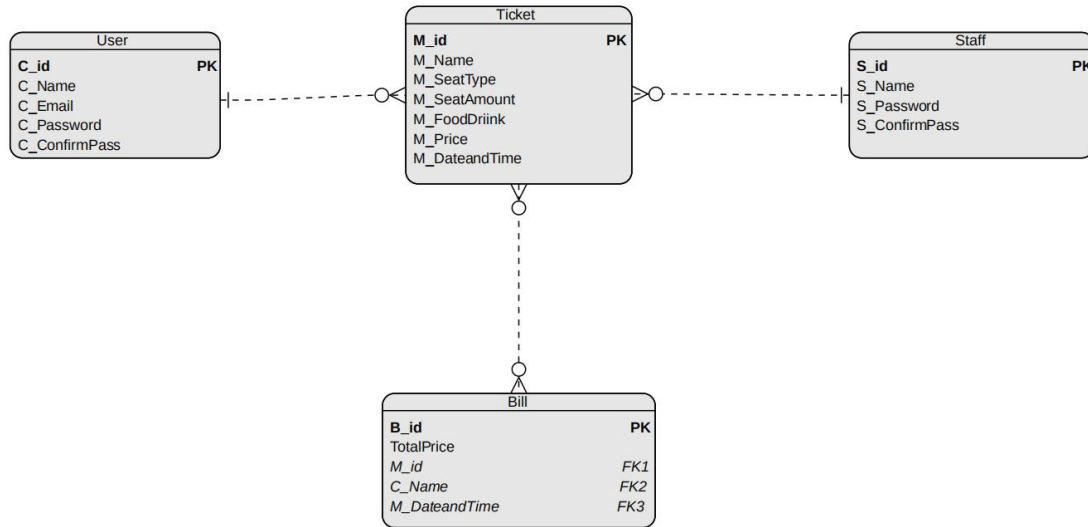 User
C_id PK
C_Name
C_Email
C_Password
C_ConfirmPass
Ticket
M_id PK
M_Name
M_SeatType
M_SeatAmount
M_FoodDriink
M_Price
M_DateandTime
Staff
S_id PK
S_Name
S_Password
S_ConfirmPass
Bill
B_id PK
TotalPrice
M_id FK1
C_Name FK2
M_DateandTime FK3